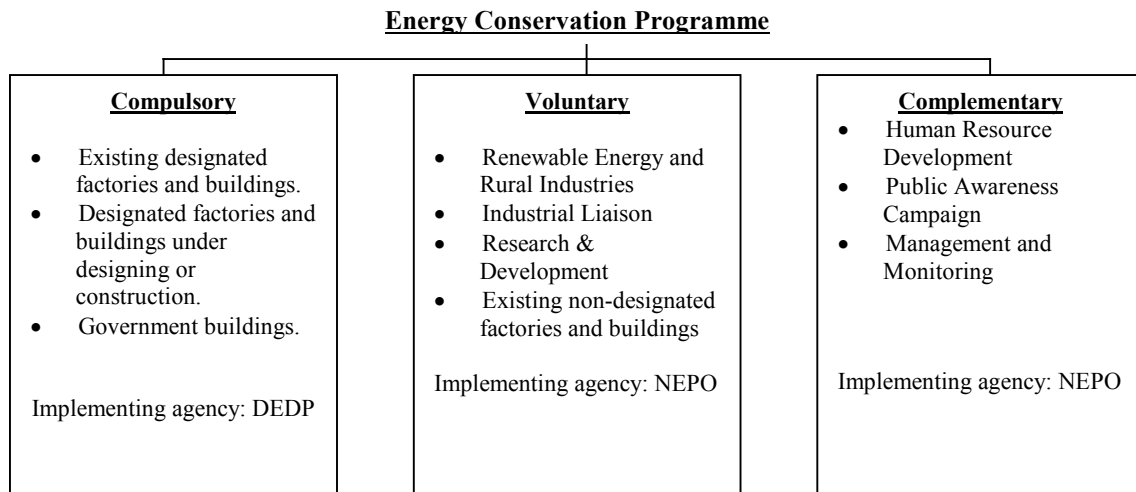 Energy Conservation Programme
Compulsory
• Existing designated
factories and buildings.
• Designated factories and
buildings under
designing or
construction.
• Government buildings.
Implementing agency: DEDP
Voluntary
• Renewable Energy and
Rural Industries
• Industrial Liaison
• Research &
Development
• Existing non-designated
factories and buildings
Implementing agency: NEPO
Complementary
• Human Resource
Development
• Public Awareness
Campaign
• Management and
Monitoring
Implementing agency: NEPO